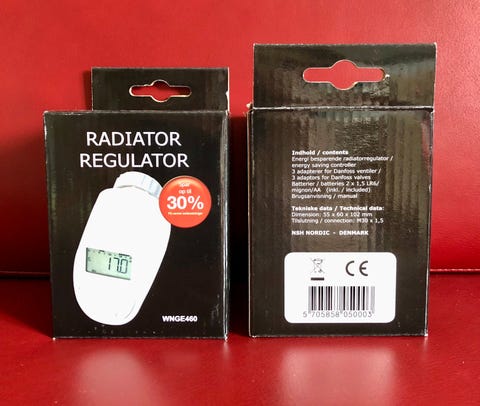 RADIATOR
REGULATOR
Spar
op til
30%
17.0
WNGE460
Indhold / contents
Energi besparende radiatorregulator /
energy saving controller
3 adapterer for Danfoss ventiler /
3 adaptors for Danfoss valves
Batterier / batteries 2 x 1,5 LR6/
mignon/AA (inkl. / included)
Brugsanvisning / manual
Tekniske data / Technical data:
Dimension: 55 x 60 x 102 mm
Tilslutning / connection: M30 x 1,5
NSH NORDIC - DENMARK
CE
5 705858 050003